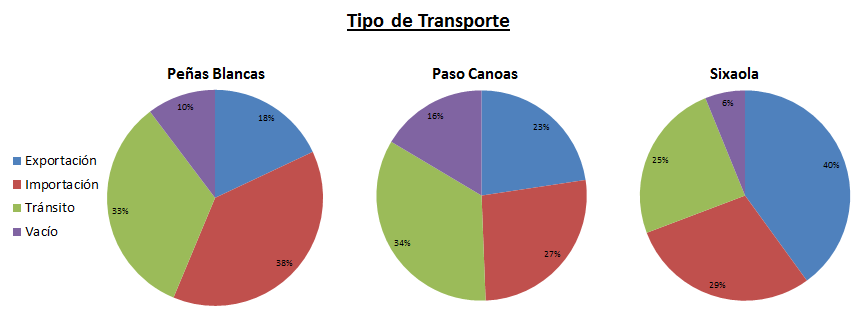 Tipo de Transporte
Peñas Blancas
Paso Canoas
Sixaola
Exportación
Importación
Tránsito
Vacío
10%
18%
33%
38%
16%
23%
34%
27%
6%
40%
25%
29%